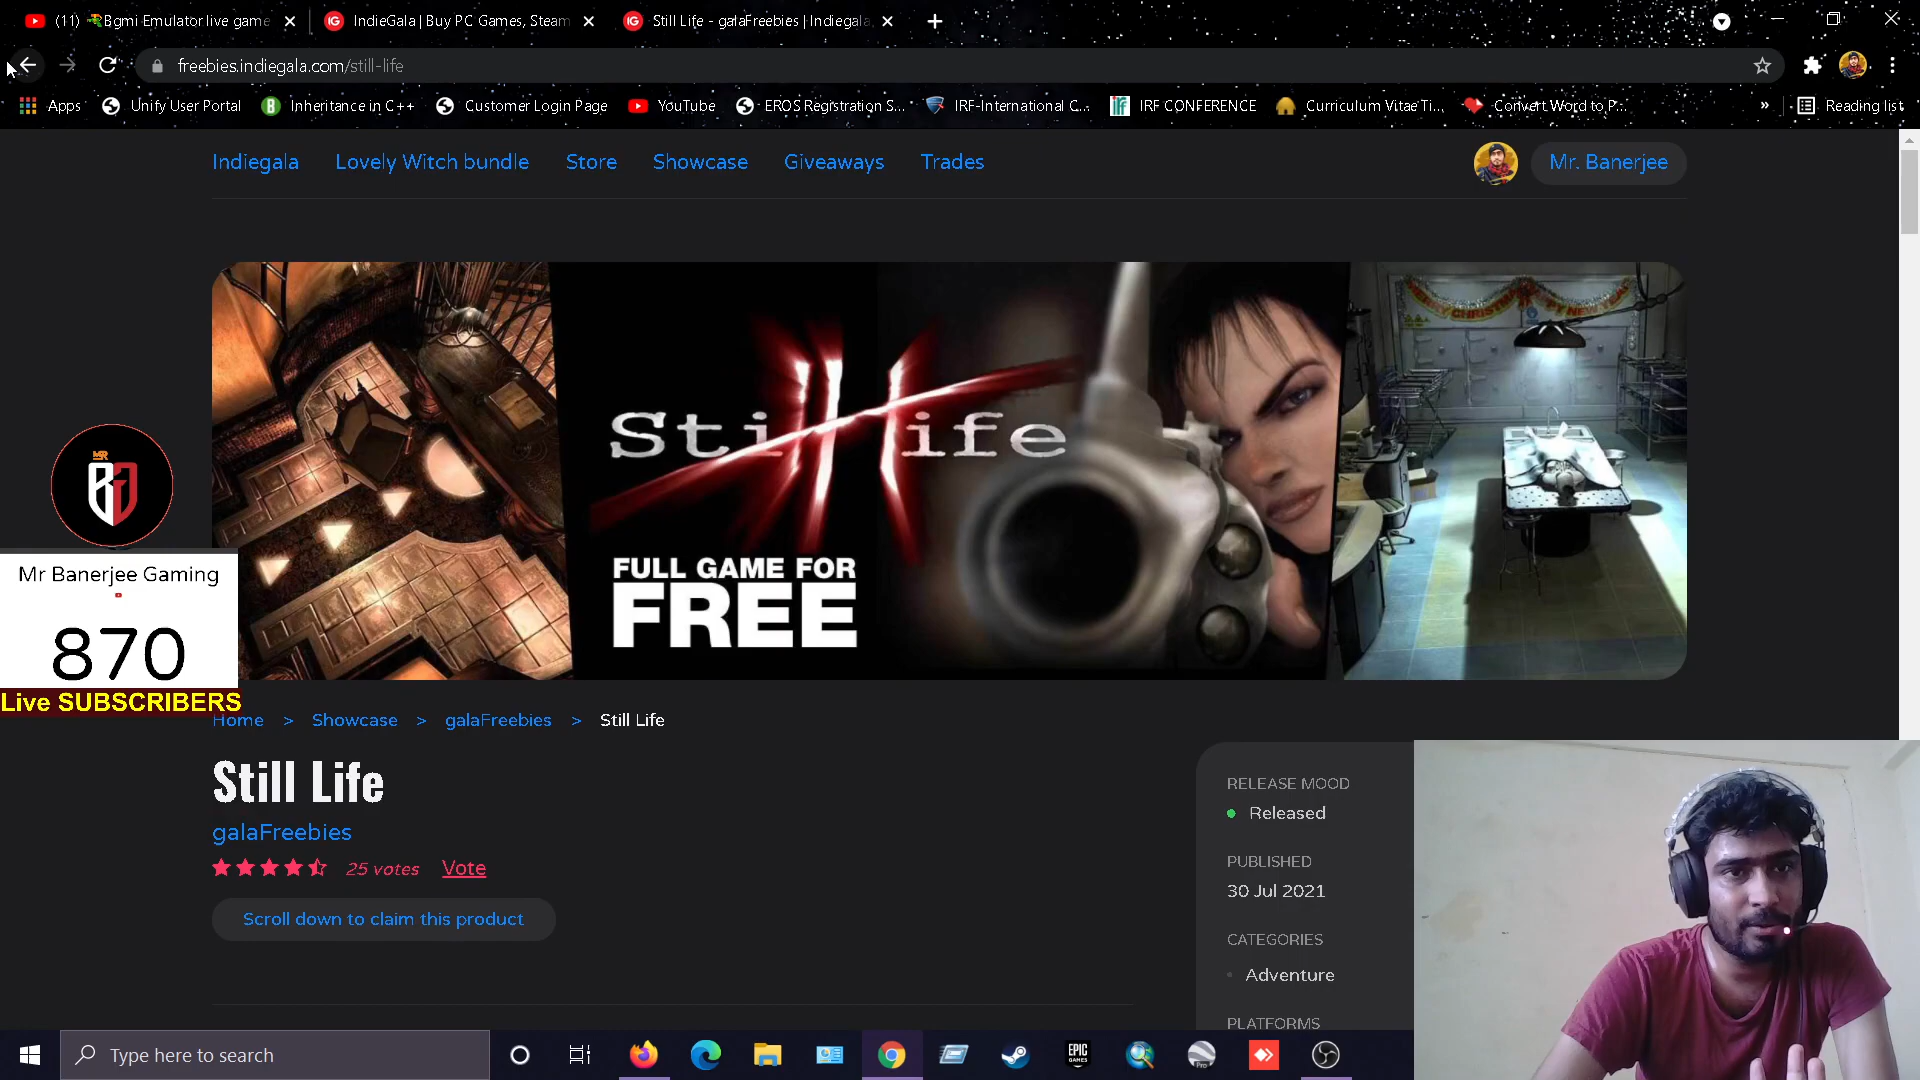 (11) Bgmi Emulator live game
IndieGala | Buy PC Games, Steam
Still Life - galaFreebies | Indiegala
freebies.indiegala.com/still-life
Apps Unify User Portal Inheritance in C++ Customer Login Page YouTube EROS Registration S... IRF-International C... IRF CONFERENCE Curriculum Vitae Ti... Convert Word to P... » Reading list
Indiegala Lovely Witch bundle Store Showcase Giveaways Trades Mr. Banerjee
Still Life
FULL GAME FOR
FREE
MR
BG
Mr Banerjee Gaming
870
Live SUBSCRIBERS
Home > Showcase > galaFreebies > Still Life
Still Life
galaFreebies
25 votes Vote
Scroll down to claim this product
RELEASE MOOD
Released
PUBLISHED
30 Jul 2021
CATEGORIES
Adventure
PLATFORMS
Type here to search
EPIC
GAMES
Pro